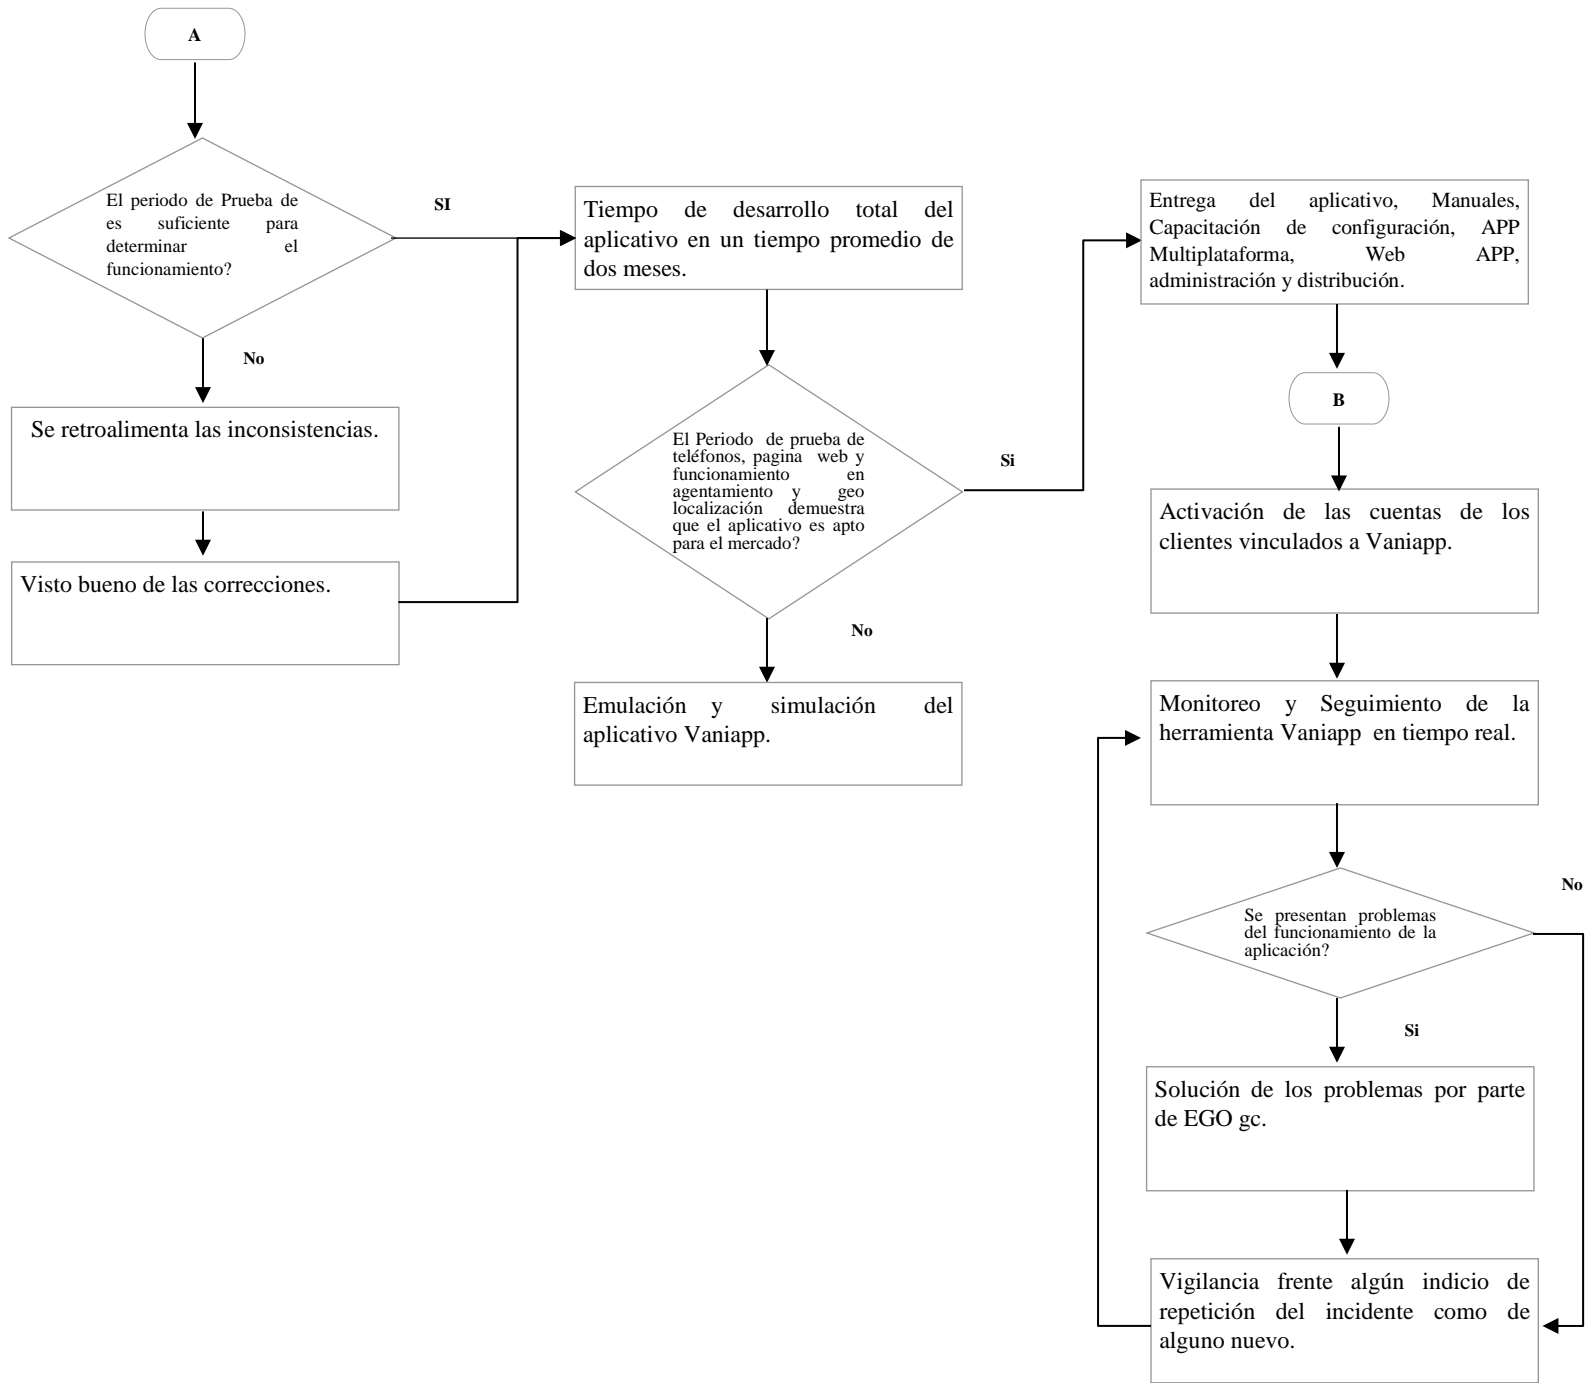 A
El periodo de Prueba de
es suficiente para
determinar el
funcionamiento?
SI
No
Se retroalimenta las inconsistencias.
Visto bueno de las correcciones.
Tiempo de desarrollo total del
aplicativo en un tiempo promedio de
dos meses.
El Periodo de prueba de
teléfonos, pagina web y
funcionamiento en
agentamiento y geo
localización demuestra
que el aplicativo es apto
para el mercado?
Si
No
Emulación y simulación del
aplicativo Vaniapp.
Entrega del aplicativo, Manuales,
Capacitación de configuración, APP
Multiplataforma, Web APP,
administración y distribución.
B
Activación de las cuentas de los
clientes vinculados a Vaniapp.
Monitoreo y Seguimiento de la
herramienta Vaniapp en tiempo real.
Se presentan problemas
del funcionamiento de la
aplicación?
No
Si
Solución de los problemas por parte
de EGO gc.
Vigilancia frente algún indicio de
repetición del incidente como de
alguno nuevo.